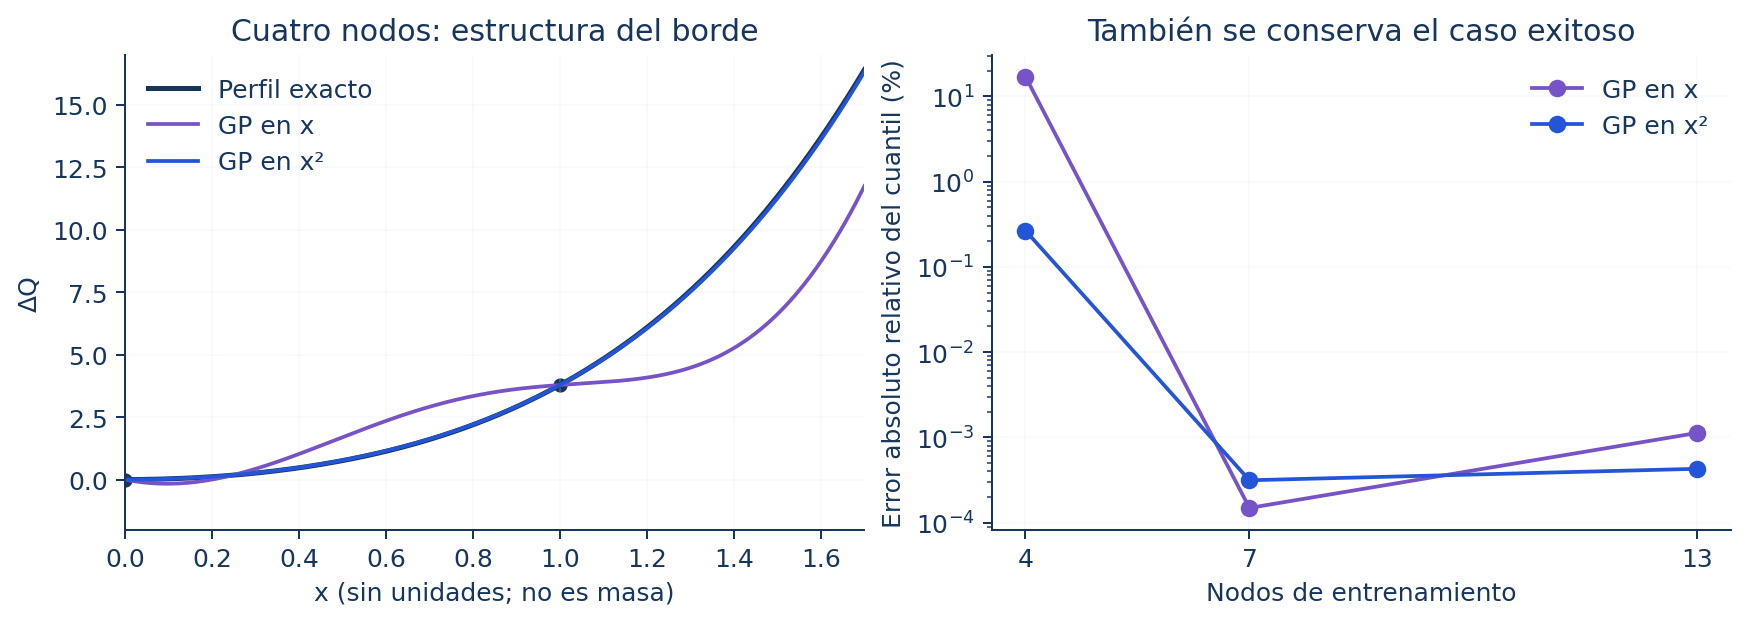 Cuatro nodos: estructura del borde
Perfil exacto
GP en x
GP en x²
ΔQ
15.0
12.5
10.0
7.5
5.0
2.5
0.0
0.0 0.2 0.4 0.6 0.8 1.0 1.2 1.4 1.6
x (sin unidades; no es masa)
También se conserva el caso exitoso
GP en x
GP en x²
Error absoluto relativo del cuantil (%)
10¹
10⁰
10⁻¹
10⁻²
10⁻³
10⁻⁴
4 7 13
Nodos de entrenamiento